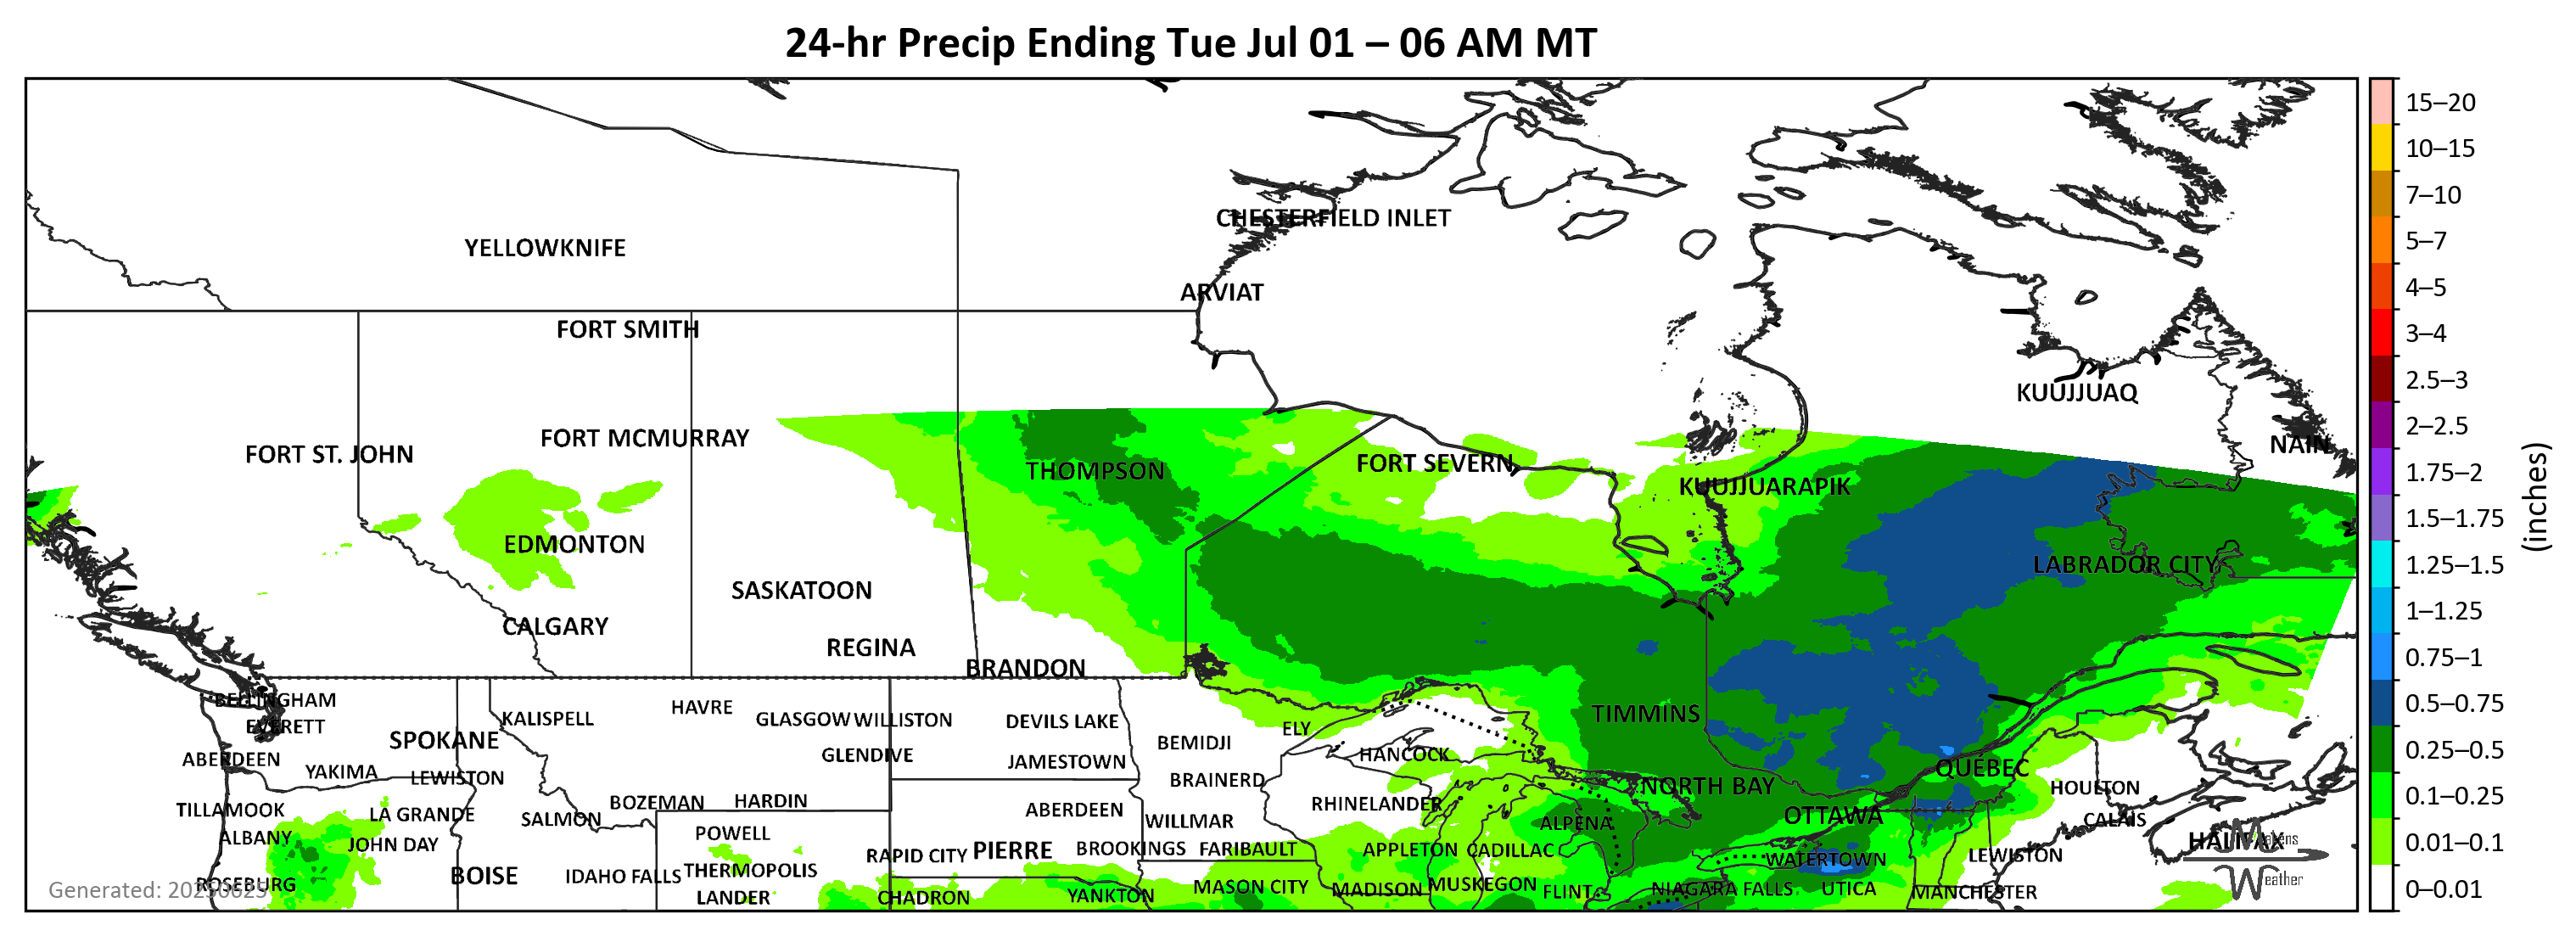 24-hr Precip Ending Tue Jul 01 – 06 AM MT
15–20
10–15
7–10
5–7
4–5
3–4
2.5–3
2–2.5
1.75–2
1.5–1.75
1.25–1.5
1–1.25
0.75–1
0.5–0.75
0.25–0.5
0.1–0.25
0.01–0.1
0–0.01
(inches)
CHESTERFIELD INLET
YELLOWKNIFE
ARVIAT
FORT SMITH
KUUJJUAQ
FORT MCMURRAY
NAIN
FORT ST. JOHN
FORT SEVERN
THOMPSON
KUUJJUARAPIK
EDMONTON
LABRADOR CITY
SASKATOON
CALGARY
REGINA
BRANDON
BELLINGHAM
HAVRE
TIMMINS
KALISPELL
GLASGOW
WILLISTON
DEVILS LAKE
EVERETT
ELY
SPOKANE
BEMIDJI
GLENDIVE
HANCOCK
ABERDEEN
JAMESTOWN
QUÉBEC
YAKIMA
LEWISTON
BRAINERD
NORTH BAY
HOULTON
BOZEMAN
HARDIN
RHINELANDER
TILLAMOOK
LA GRANDE
ABERDEEN
OTTAWA
SALMON
WILLMAR
ALPENA
CALAIS
POWELL
ALBANY
JOHN DAY
HALIFAX
Makens
Weather
RAPID CITY
PIERRE
BROOKINGS
FARIBAULT
APPLETON
CADILLAC
LEWISTON
WATERTOWN
THERMOPOLIS
BOISE
IDAHO FALLS
ROSEBURG
MASON CITY
MADISON
MUSKEGON
FLINT
NIAGARA FALLS
UTICA
MANCHESTER
LANDER
CHADRON
YANKTON
Generated: 20250625